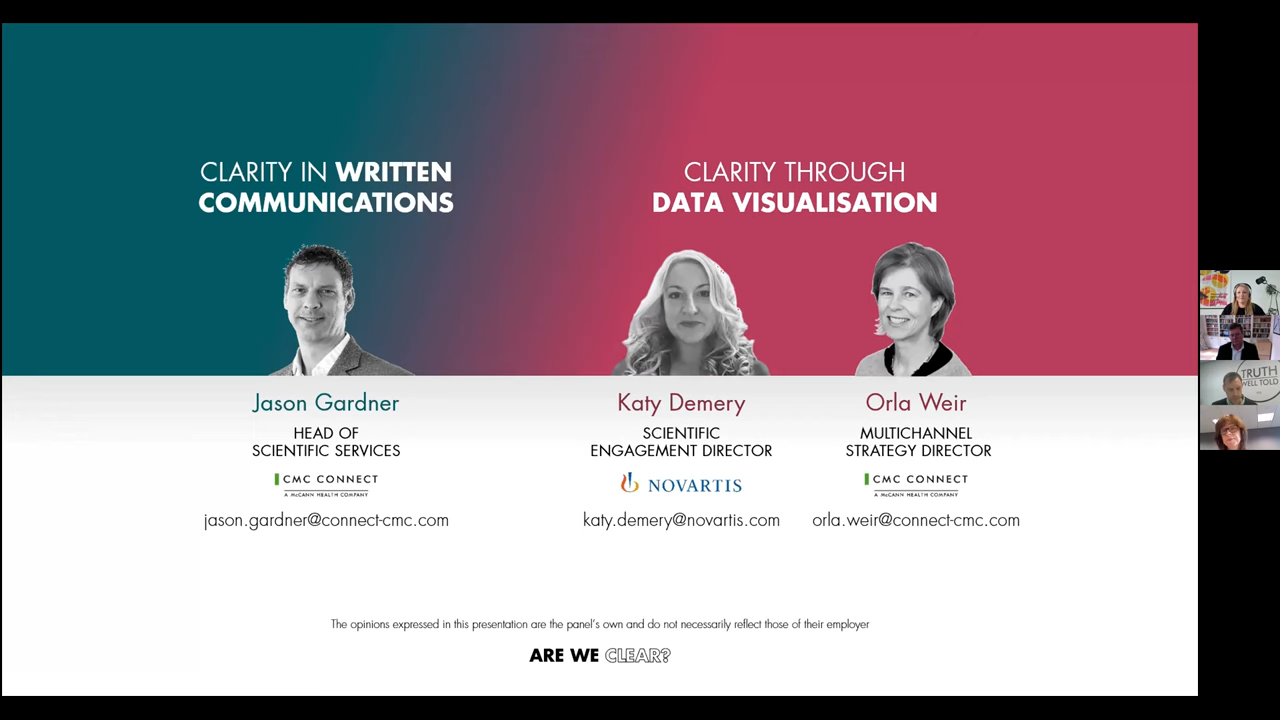 CLARITY IN WRITTEN
COMMUNICATIONS
Jason Gardner
HEAD OF
SCIENTIFIC SERVICES
CMC CONNECT
A McCANN HEALTH COMPANY
jason.gardner@connect-cmc.com
CLARITY THROUGH
DATA VISUALISATION
Katy Demery
SCIENTIFIC
ENGAGEMENT DIRECTOR
NOVARTIS
katy.demery@novartis.com
Orla Weir
MULTICHANNEL
STRATEGY DIRECTOR
CMC CONNECT
A McCANN HEALTH COMPANY
orla.weir@connect-cmc.com
The opinions expressed in this presentation are the panel's own and do not necessarily reflect those of their employer
ARE WE CLEAR?
TRUTH
WELL TOLD